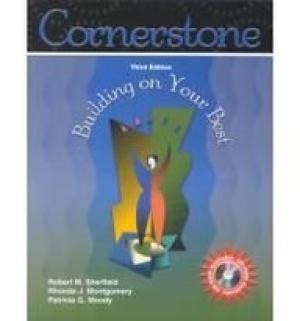 Cornerstone
Third Edition
Building on Your Best
Robert M. Sherfield
Rhonda J. Montgomery
Patricia G. Moody